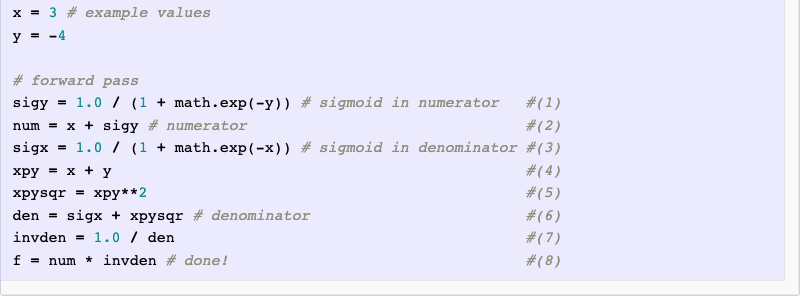 x = 3 # example values
y = -4

# forward pass
sigy = 1.0 / (1 + math.exp(-y)) # sigmoid in numerator   #(1)
num = x + sigy # numerator                               #(2)
sigx = 1.0 / (1 + math.exp(-x)) # sigmoid in denominator #(3)
xpy = x + y                                              #(4)
xpysqr = xpy**2                                          #(5)
den = sigx + xpysqr # denominator                        #(6)
invden = 1.0 / den                                       #(7)
f = num * invden # done!                                 #(8)